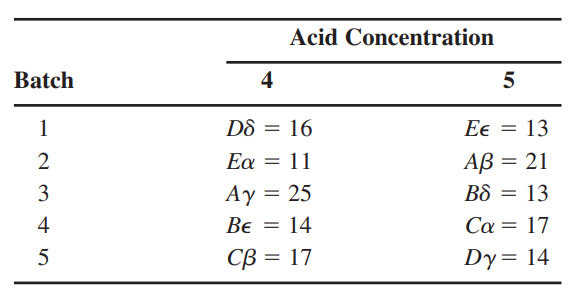 Acid Concentration
Batch 4 5
1 Dδ = 16 Eϵ = 13
2 Eα = 11 Aβ = 21
3 Aγ = 25 Bδ = 13
4 Bϵ = 14 Cα = 17
5 Cβ = 17 Dγ = 14